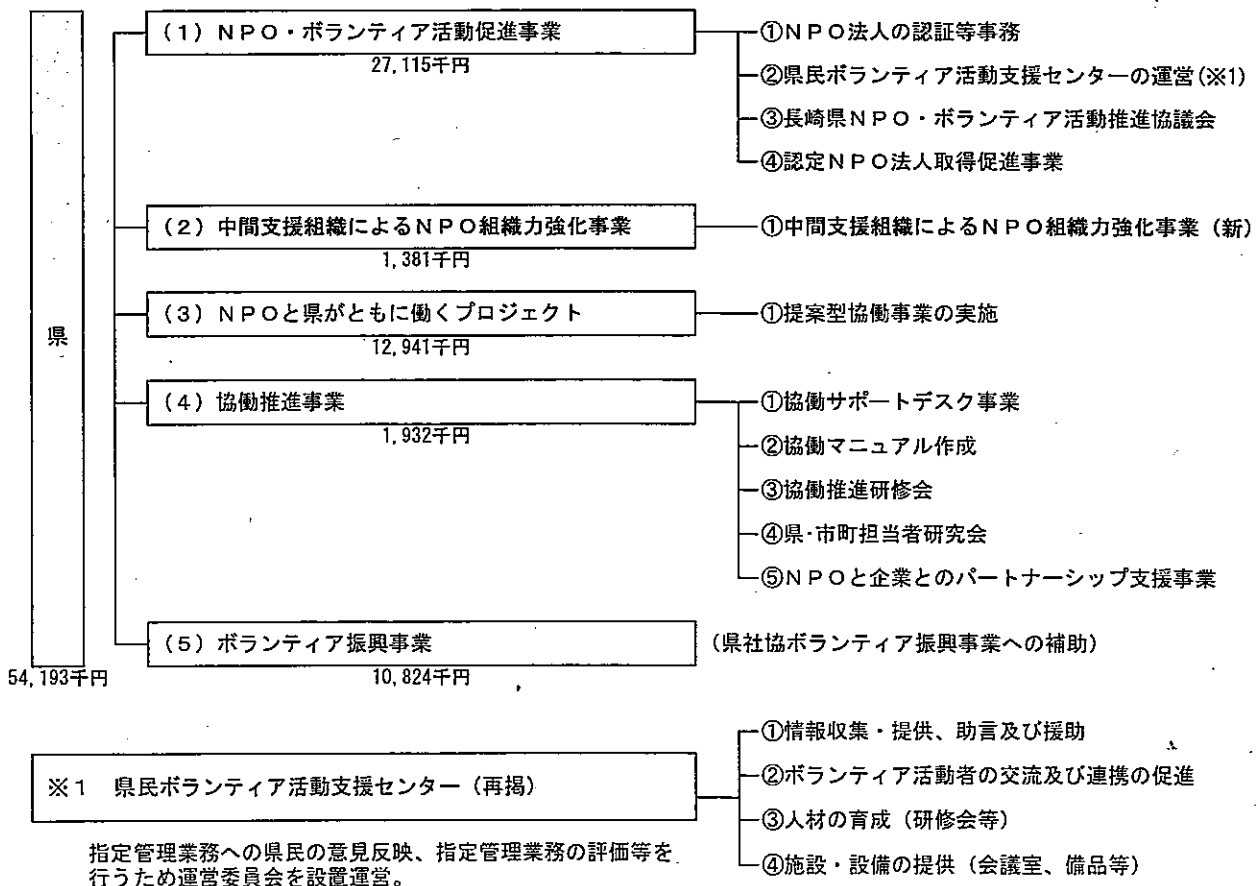 (1) NPO・ボランティア活動促進事業
27,115千円
①NPO法人の認証等事務
②県民ボランティア活動支援センターの運営(※1)
③長崎県NPO・ボランティア活動推進協議会
④認定NPO法人取得促進事業
(2) 中間支援組織によるNPO組織力強化事業
1,381千円
①中間支援組織によるNPO組織力強化事業(新)
(3) NPOと県がともに働くプロジェクト
12,941千円
①提案型協働事業の実施
県
(4) 協働推進事業
1,932千円
①協働サポートデスク事業
②協働マニュアル作成
③協働推進研修会
④県・市町担当者研究会
⑤NPOと企業とのパートナーシップ支援事業
(5) ボランティア振興事業
10,824千円
(県社協ボランティア振興事業への補助)
54,193千円
※1 県民ボランティア活動支援センター(再掲)
①情報収集・提供、助言及び援助
②ボランティア活動者の交流及び連携の促進
③人材の育成(研修会等)
④施設・設備の提供(会議室、備品等)
指定管理業務への県民の意見反映、指定管理業務の評価等を
行うため運営委員会を設置運営。